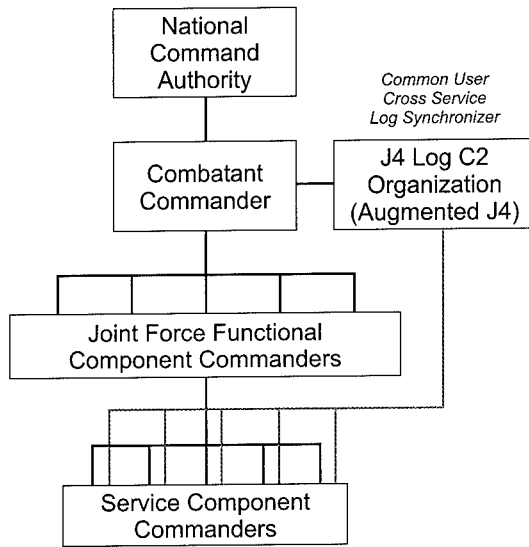 National
Command
Authority
Common User
Cross Service
Log Synchronizer
Combatant
Commander
J4 Log C2
Organization
(Augmented J4)
Joint Force Functional
Component Commanders
Service Component
Commanders